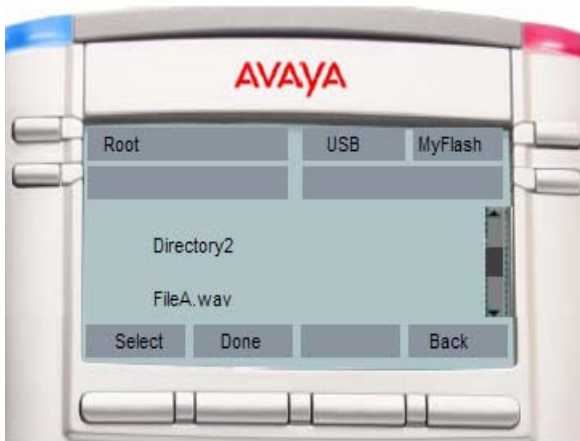 AVAYA
Root USB MyFlash
Directory2
FileA.wav
Select Done Back